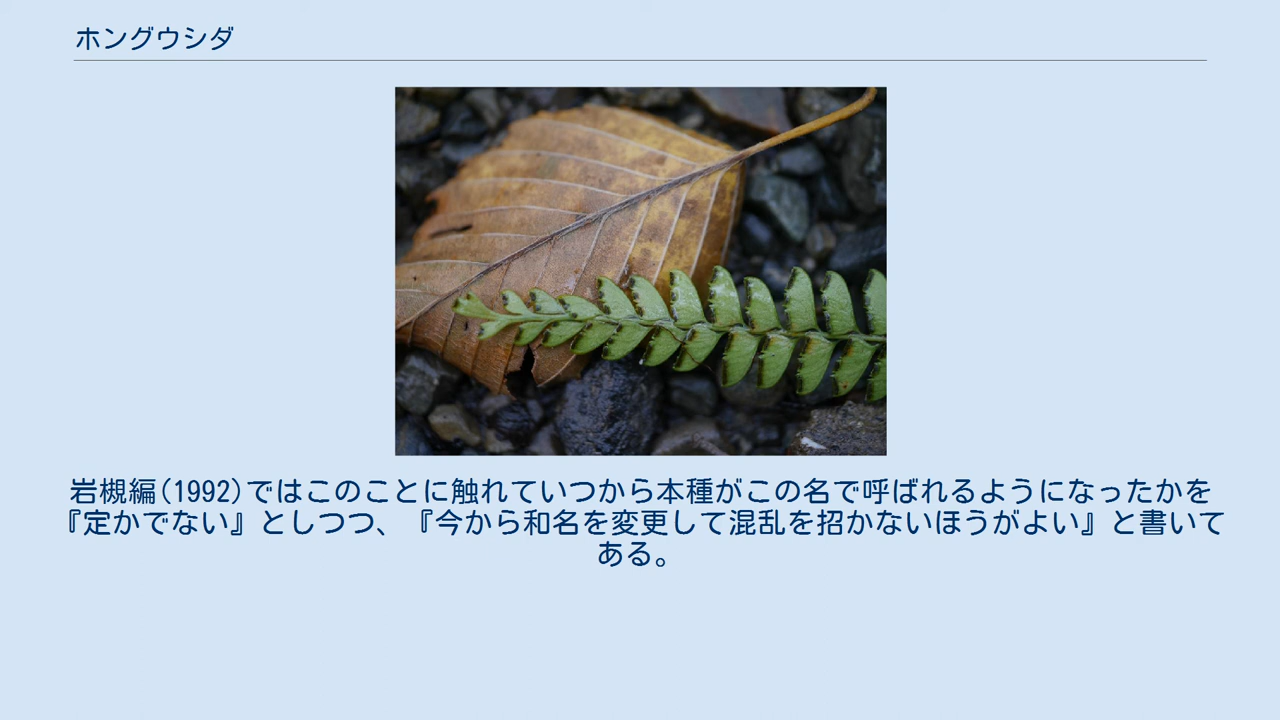 ホングウシダ
岩槻編(1992)ではこのことに触れていつから本種がこの名で呼ばれるようになったかを
『定かでない』としつつ、『今から和名を変更して混乱を招かないほうがよい』と書いて
ある。